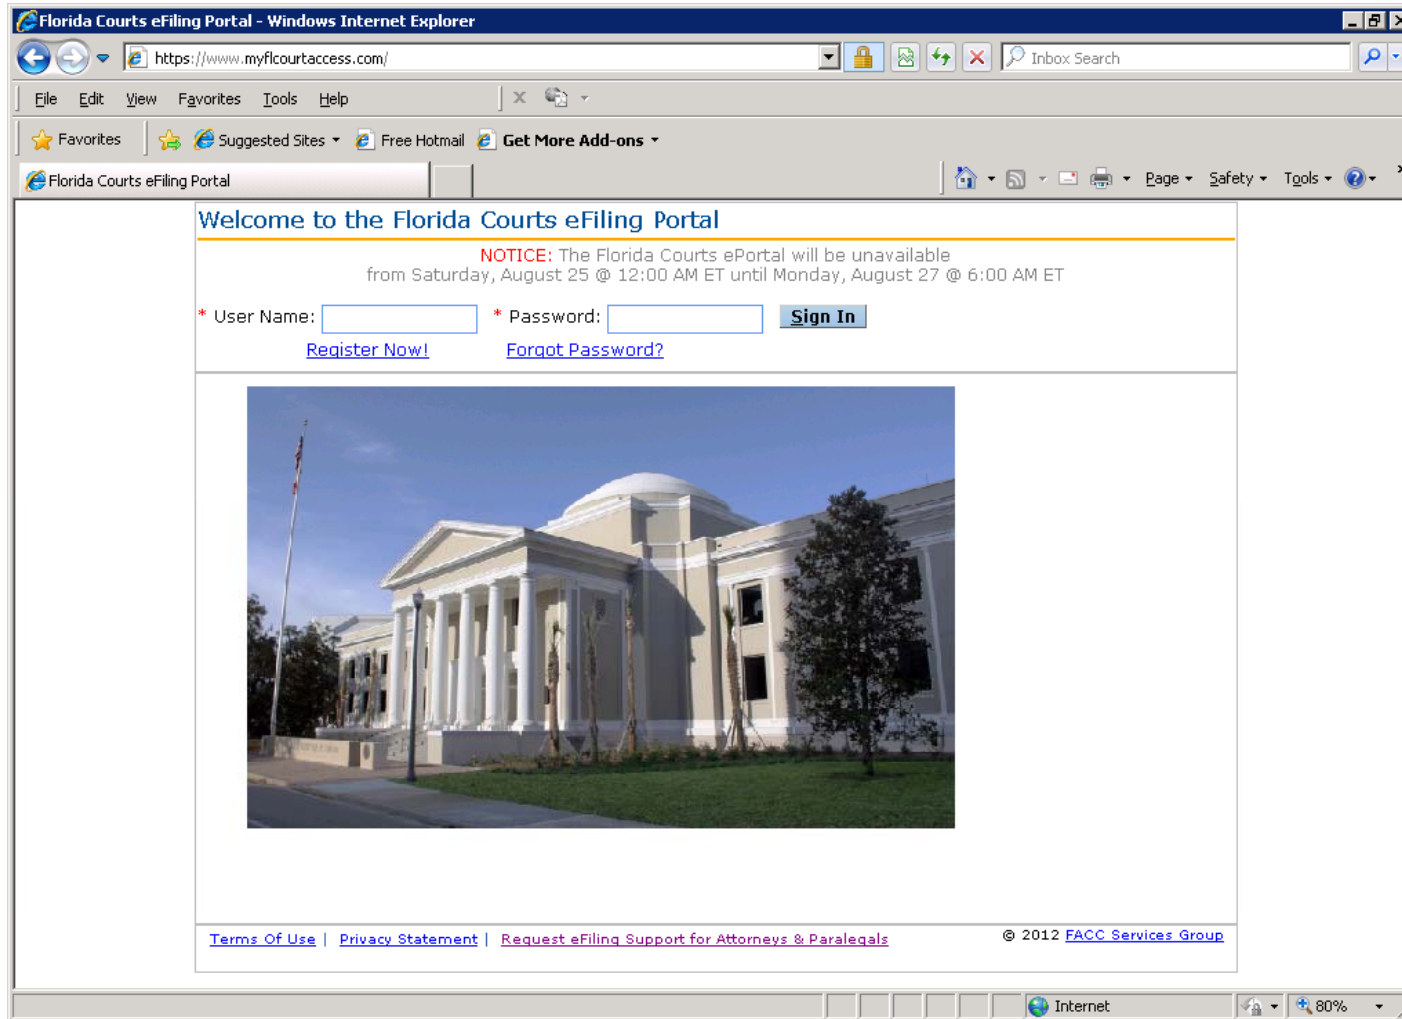 Florida Courts eFiling Portal - Windows Internet Explorer
https://www.myflcourtaccess.com/
Inbox Search
File Edit View Favorites Tools Help
Favorites Suggested Sites Free Hotmail Get More Add-ons
Florida Courts eFiling Portal
Page Safety Tools
Welcome to the Florida Courts eFiling Portal
NOTICE: The Florida Courts ePortal will be unavailable
from Saturday, August 25 @ 12:00 AM ET until Monday, August 27 @ 6:00 AM ET
* User Name: * Password: Sign In
Register Now! Forgot Password?
Terms Of Use | Privacy Statement | Request eFiling Support for Attorneys & Paralegals
© 2012 FACC Services Group
Internet 80%